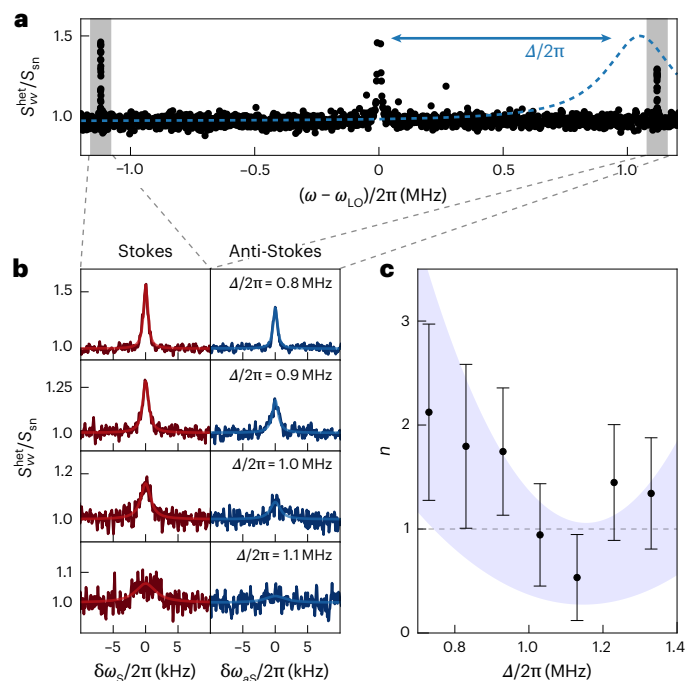 a
S^het_vv/S_sn
1.5
1.0
Δ/2π
−1.0
−0.5
0
0.5
1.0
(ω − ω_LO)/2π (MHz)
b
Stokes
Anti-Stokes
S^het_vv/S_sn
1.5
1.0
Δ/2π = 0.8 MHz
1.25
1.0
Δ/2π = 0.9 MHz
1.2
1.0
Δ/2π = 1.0 MHz
1.1
1.0
Δ/2π = 1.1 MHz
−5
0
5
−5
0
5
δω_S/2π (kHz)
δω_aS/2π (kHz)
c
n
3
2
1
0
0.8
1.0
1.2
1.4
Δ/2π (MHz)